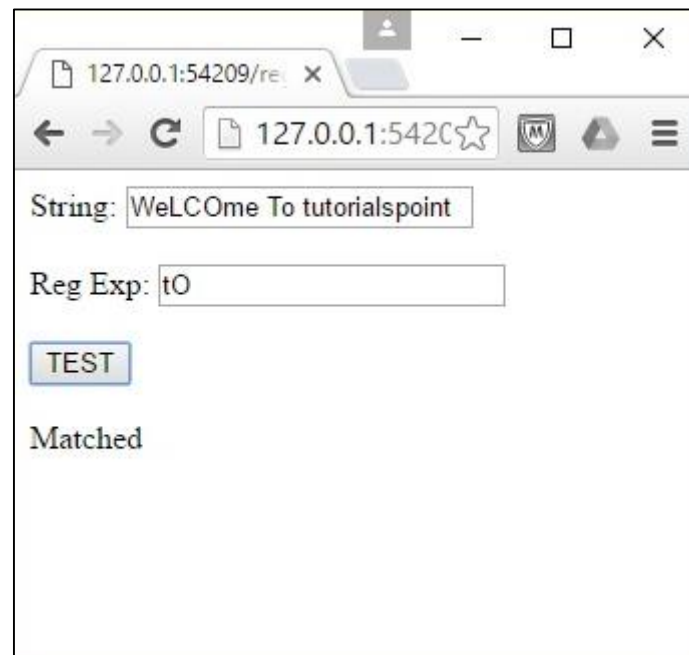 127.0.0.1:54209/re
127.0.0.1:5420
String: WeLCOme To tutorialspoint
Reg Exp: tO
TEST
Matched